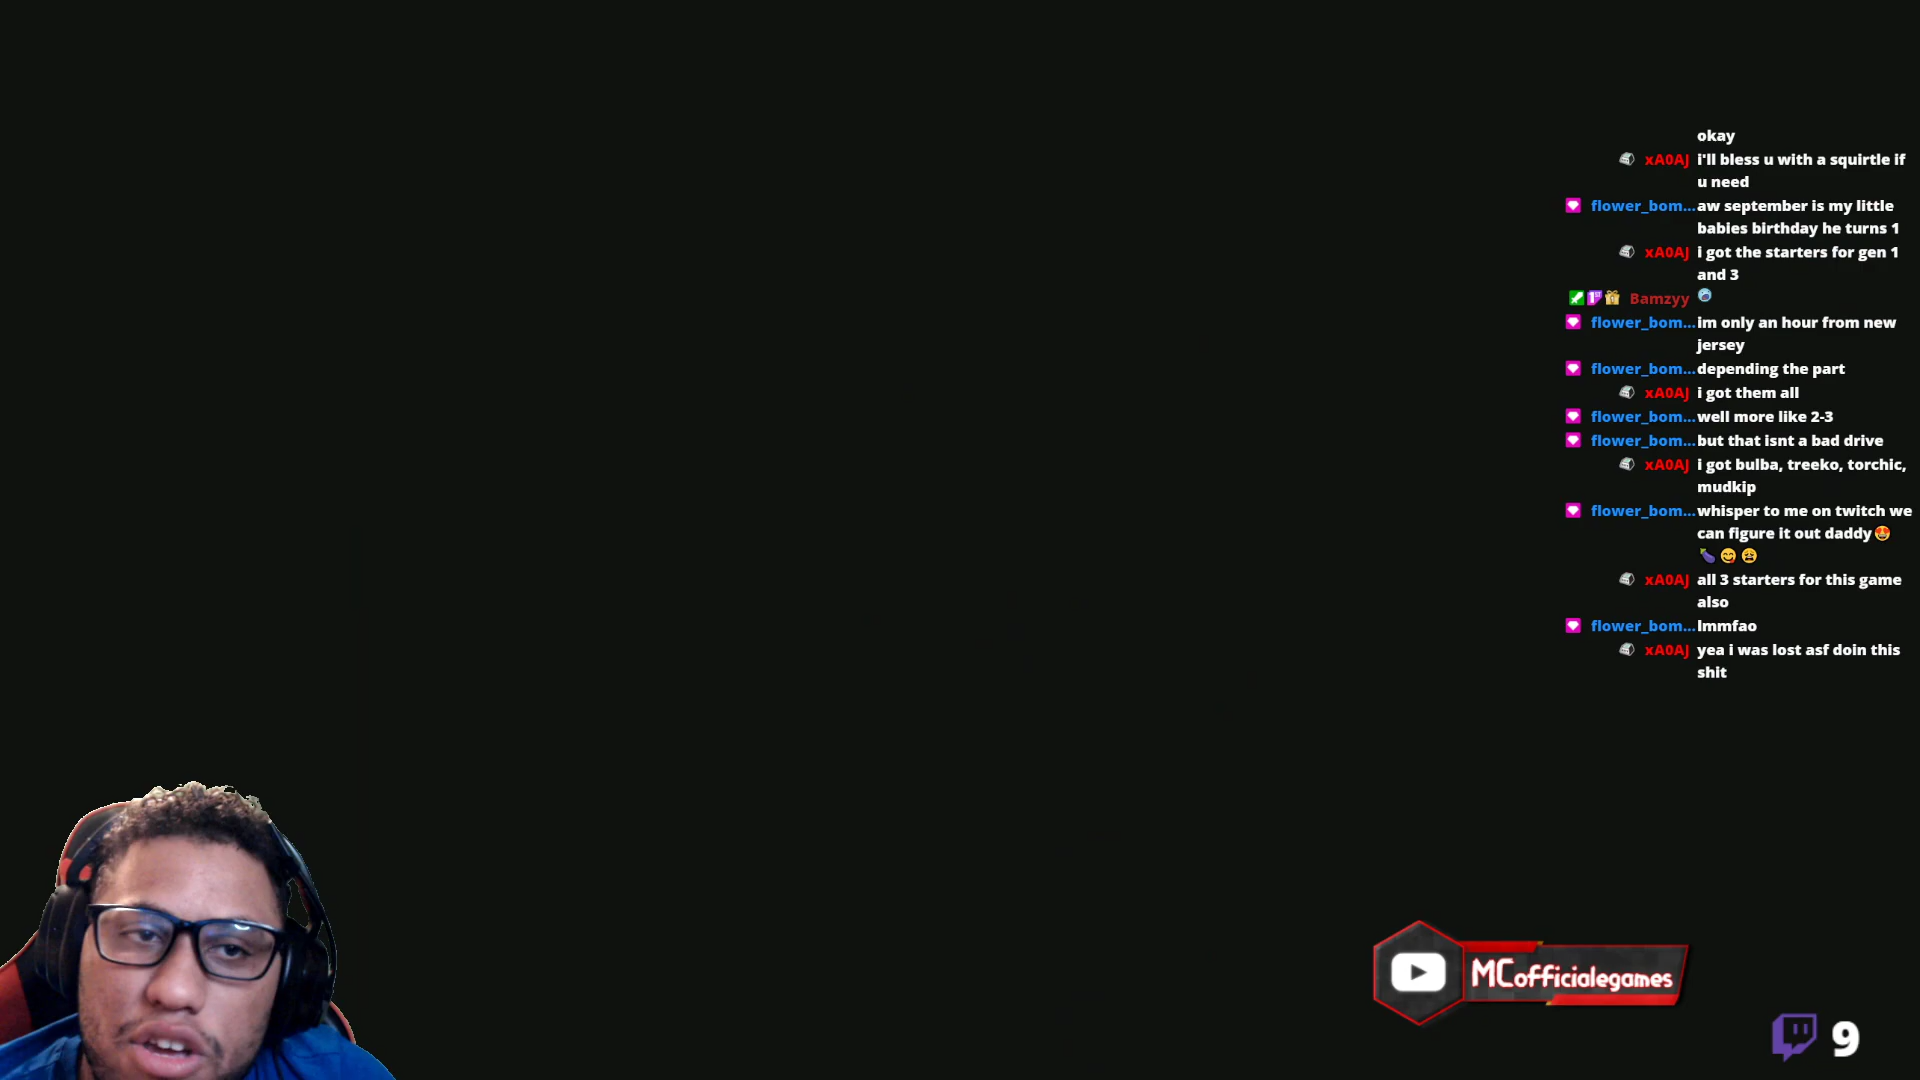 okay
xA0AJ i'll bless u with a squirtle if
u need
flower_bom... aw september is my little
babies birthday he turns 1
xA0AJ i got the starters for gen 1
and 3
Bamzyy
flower_bom... im only an hour from new
jersey
flower_bom... depending the part
xA0AJ i got them all
flower_bom... well more like 2-3
flower_bom... but that isnt a bad drive
xA0AJ i got bulba, treeko, torchic,
mudkip
flower_bom... whisper to me on twitch we
can figure it out daddy😍
🍆 😋 😩
xA0AJ all 3 starters for this game
also
flower_bom... lmmfao
xA0AJ yea i was lost asf doin this
shit
MCofficialegames
9